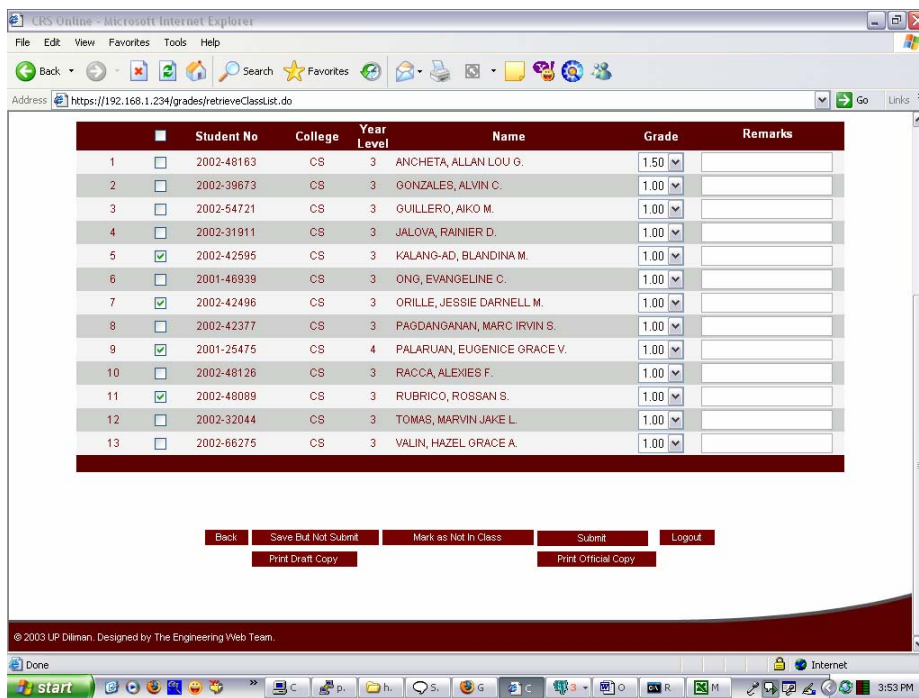 CRS Online - Microsoft Internet Explorer
File Edit View Favorites Tools Help
Back Search Favorites
Address https://192.168.1.234/grades/retrieveClassList.do Go Links
Student No College Year Level Name Grade Remarks
1 2002-48163 CS 3 ANCHETA, ALLAN LOU G. 1.50
2 2002-39673 CS 3 GONZALES, ALVIN C. 1.00
3 2002-54721 CS 3 GUILLERO, AIKO M. 1.00
4 2002-31911 CS 3 JALOVA, RAINIER D. 1.00
5 2002-42595 CS 3 KALANG-AD, BLANDINA M. 1.00
6 2001-46939 CS 3 ONG, EVANGELINE C. 1.00
7 2002-42496 CS 3 ORILLE, JESSIE DARNELL M. 1.00
8 2002-42377 CS 3 PAGDANGANAN, MARC IRVIN S. 1.00
9 2001-25475 CS 4 PALARUAN, EUGENICE GRACE V. 1.00
10 2002-48126 CS 3 RACCA, ALEXIES F. 1.00
11 2002-48089 CS 3 RUBRICO, ROSSAN S. 1.00
12 2002-32044 CS 3 TOMAS, MARVIN JAKE L. 1.00
13 2002-66275 CS 3 VALIN, HAZEL GRACE A. 1.00
Back Save But Not Submit Mark as Not In Class Submit Logout
Print Draft Copy Print Official Copy
© 2003 UP Diliman. Designed by The Engineering Web Team.
Done Internet
start » C p. h. S. G C 3 O R M 3:53 PM